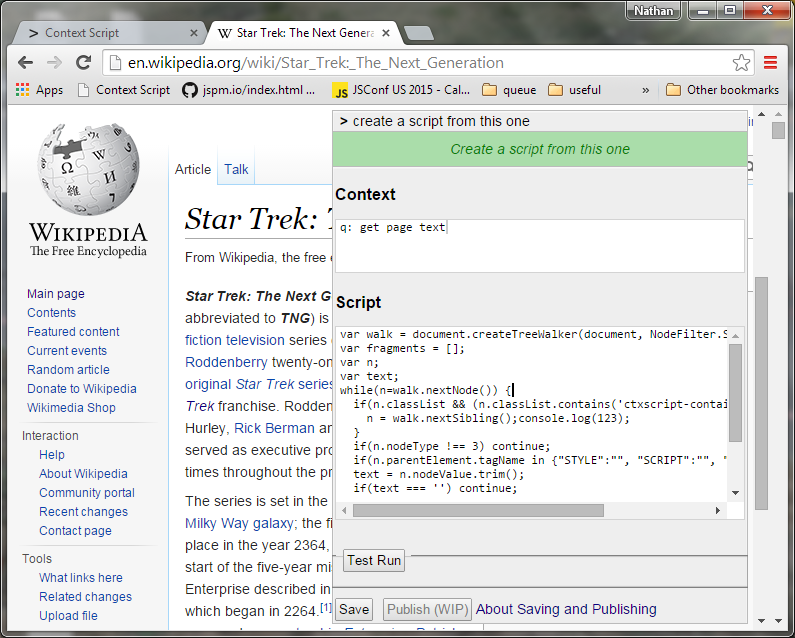 Nathan
> Context Script
Star Trek: The Next Genera
en.wikipedia.org/wiki/Star_Trek:_The_Next_Generation
Apps
Context Script
jspm.io/index.html ...
JS
JSConf US 2015 - Cal...
queue
useful
»
Other bookmarks
WIKIPEDIA
The Free Encyclopedia
Main page
Contents
Featured content
Current events
Random article
Donate to Wikipedia
Wikimedia Shop
Interaction
Help
About Wikipedia
Community portal
Recent changes
Contact page
Tools
What links here
Related changes
Upload file
Article Talk
Star Trek:
From Wikipedia, the free
Star Trek: The Next G
abbreviated to TNG) is
fiction television series
Roddenberry twenty-on
original Star Trek series
Trek franchise. Rodden
Hurley, Rick Berman an
served as executive pro
times throughout the pr
The series is set in the
Milky Way galaxy; the fi
place in the year 2364,
start of the five-year mi
Enterprise described in
which began in 2264.[1]
> create a script from this one
Create a script from this one
Context
q: get page text
Script
var walk = document.createTreeWalker(document, NodeFilter.S
var fragments = [];
var n;
var text;
while(n=walk.nextNode()) {
if(n.classList && (n.classList.contains('ctxscript-contai
n = walk.nextSibling();console.log(123);
}
if(n.nodeType !== 3) continue;
if(n.parentElement.tagName in {"STYLE":"", "SCRIPT":"", "
text = n.nodeValue.trim();
if(text === '') continue;
Test Run
Save
Publish (WIP)
About Saving and Publishing